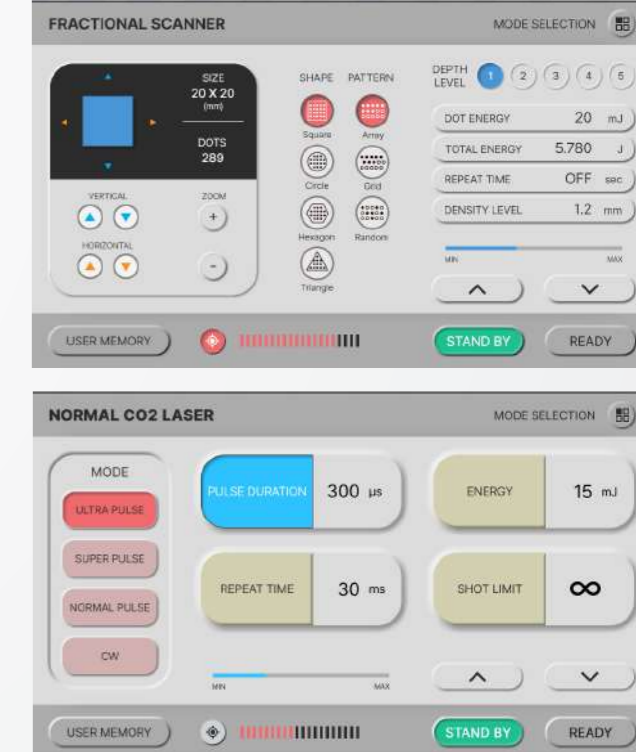 FRACTIONAL SCANNER
MODE SELECTION
SIZE
20 X 20
(mm)
DOTS
289
VERTICAL
ZOOM
+
HORIZONTAL
-
SHAPE PATTERN
Square Array
Circle Grid
Hexagon Random
Triangle
DEPTH
LEVEL
1 2 3 4 5
DOT ENERGY 20 mJ
TOTAL ENERGY 5.780 J
REPEAT TIME OFF sec
DENSITY LEVEL 1.2 mm
MIN MAX
USER MEMORY
STAND BY
READY
NORMAL CO2 LASER
MODE SELECTION
MODE
ULTRA PULSE
SUPER PULSE
NORMAL PULSE
CW
PULSE DURATION 300 µs
ENERGY 15 mJ
REPEAT TIME 30 ms
SHOT LIMIT ∞
MIN MAX
USER MEMORY
STAND BY
READY